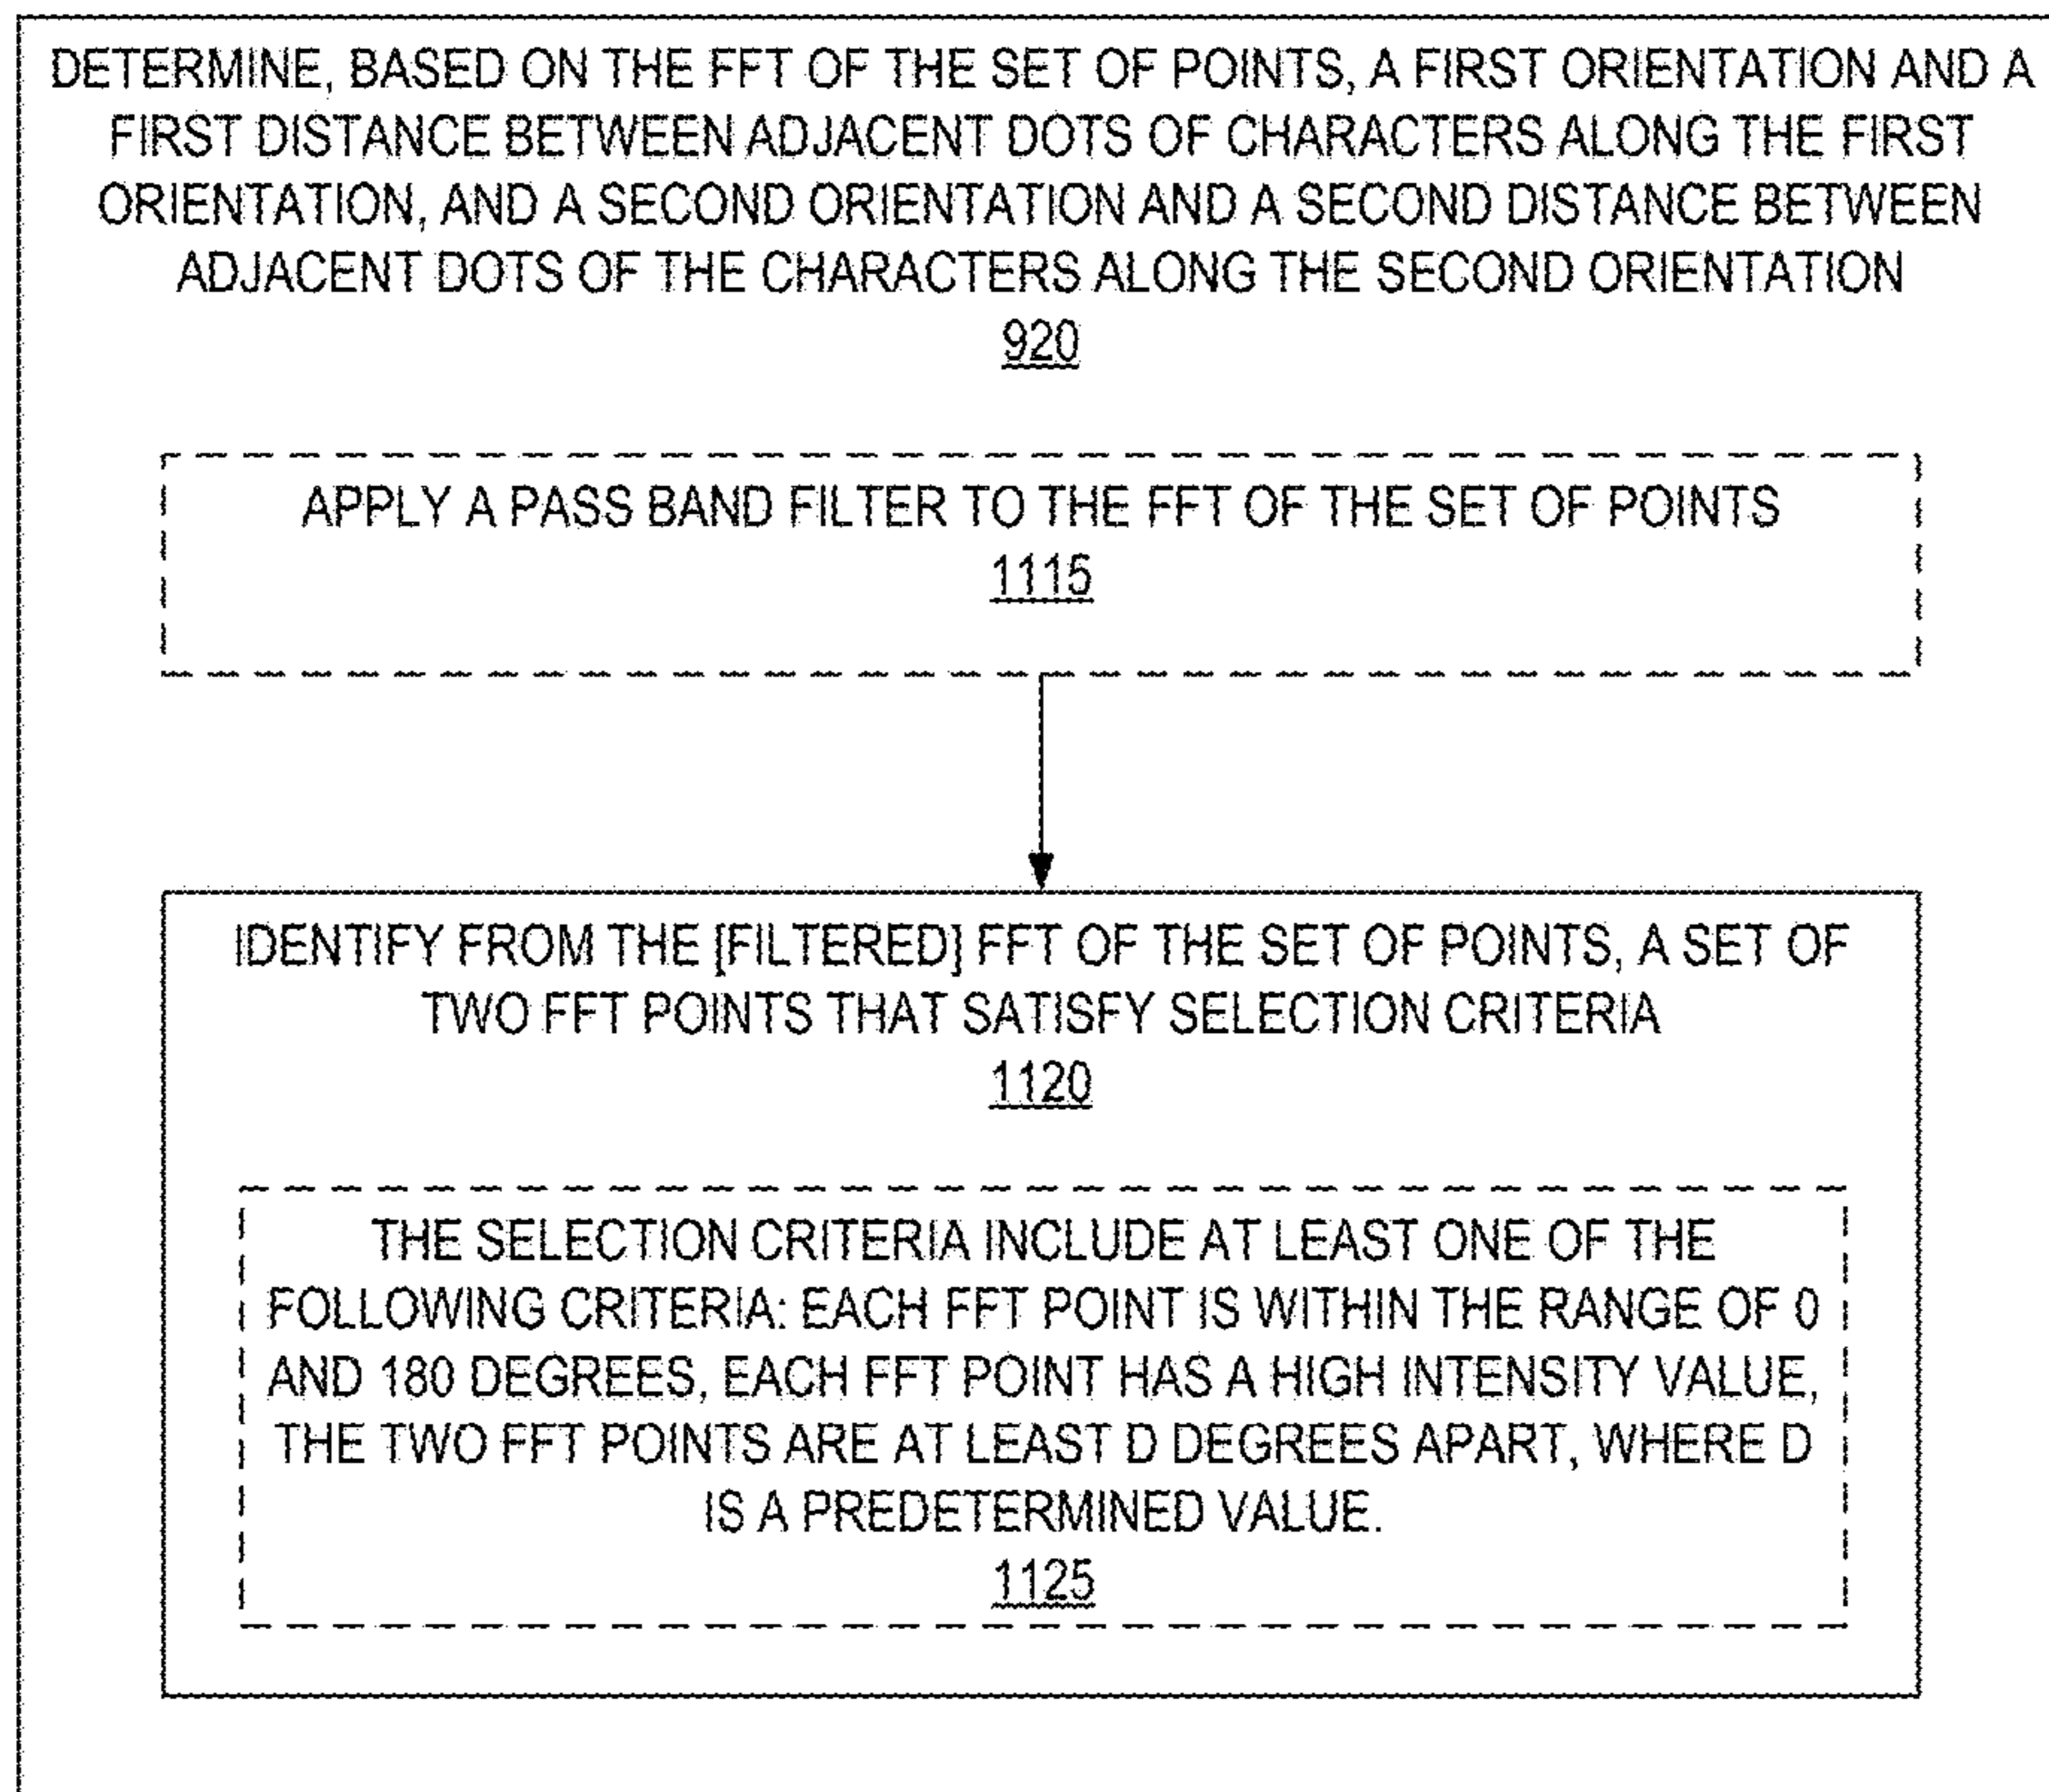 DETERMINE, BASED ON THE FFT OF THE SET OF POINTS, A FIRST ORIENTATION AND A
FIRST DISTANCE BETWEEN ADJACENT DOTS OF CHARACTERS ALONG THE FIRST
ORIENTATION, AND A SECOND ORIENTATION AND A SECOND DISTANCE BETWEEN
ADJACENT DOTS OF THE CHARACTERS ALONG THE SECOND ORIENTATION
920
APPLY A PASS BAND FILTER TO THE FFT OF THE SET OF POINTS
1115
IDENTIFY FROM THE [FILTERED] FFT OF THE SET OF POINTS, A SET OF
TWO FFT POINTS THAT SATISFY SELECTION CRITERIA
1120
THE SELECTION CRITERIA INCLUDE AT LEAST ONE OF THE
FOLLOWING CRITERIA: EACH FFT POINT IS WITHIN THE RANGE OF 0
AND 180 DEGREES, EACH FFT POINT HAS A HIGH INTENSITY VALUE,
THE TWO FFT POINTS ARE AT LEAST D DEGREES APART, WHERE D
IS A PREDETERMINED VALUE.
1125